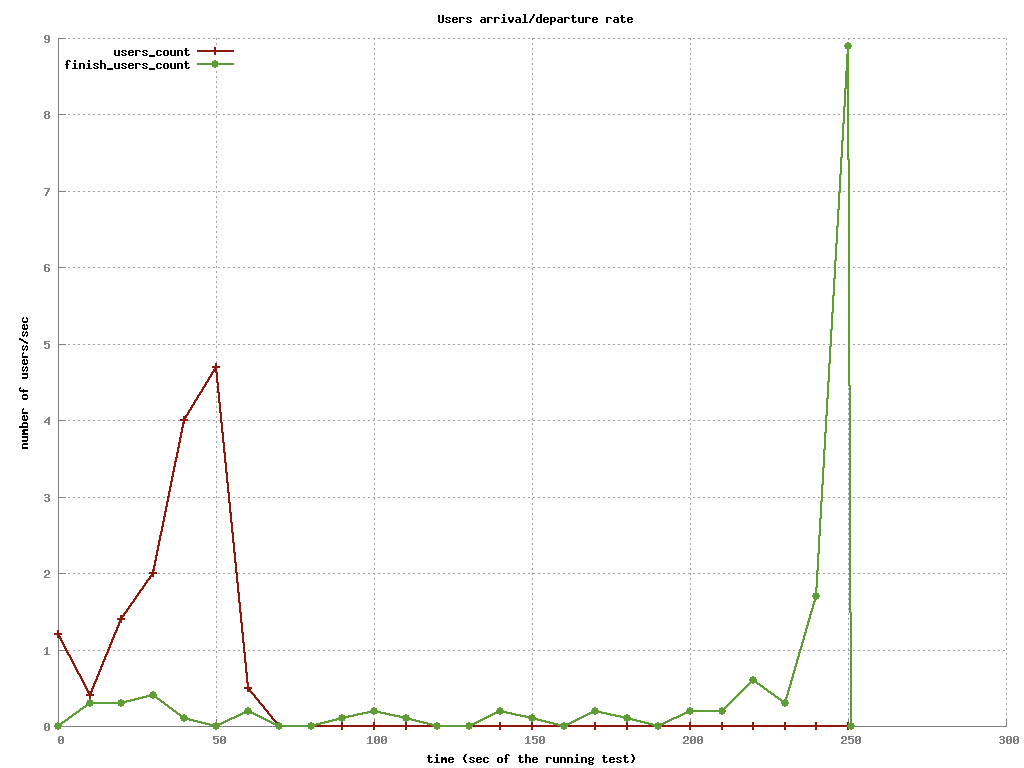 Users arrival/departure rate
users_count
finish_users_count
9
8
7
6
5
4
3
2
1
0
number of users/sec
0 50 100 150 200 250 300
time (sec of the running test)